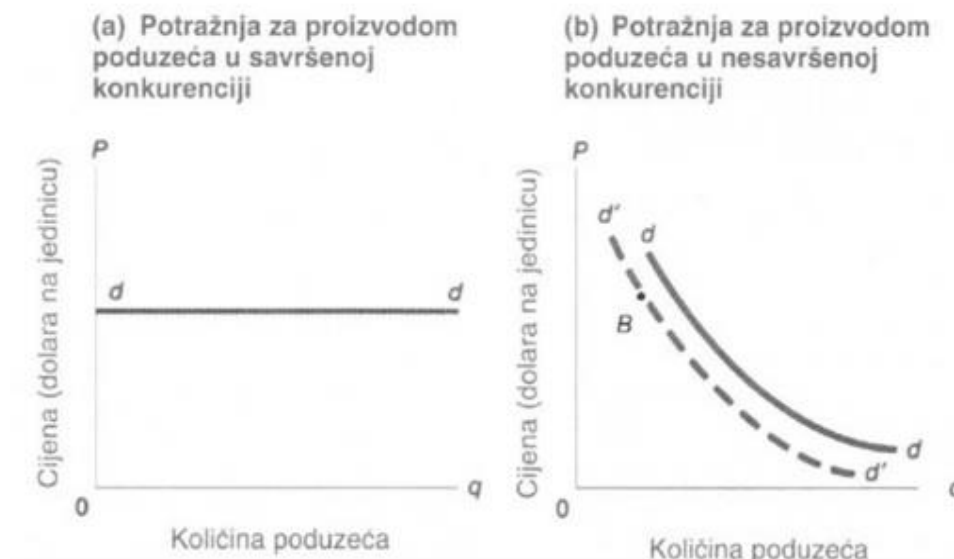 (a) Potražnja za proizvodom
poduzeća u savršenoj
konkurenciji
P
Cijena (dolara na jedinicu)
d
d
0
q
Količina poduzeća
(b) Potražnja za proizvodom
poduzeća u nesavršenoj
konkurenciji
P
Cijena (dolara na jedinicu)
d'
d
B
d
d'
0
Količina poduzeća